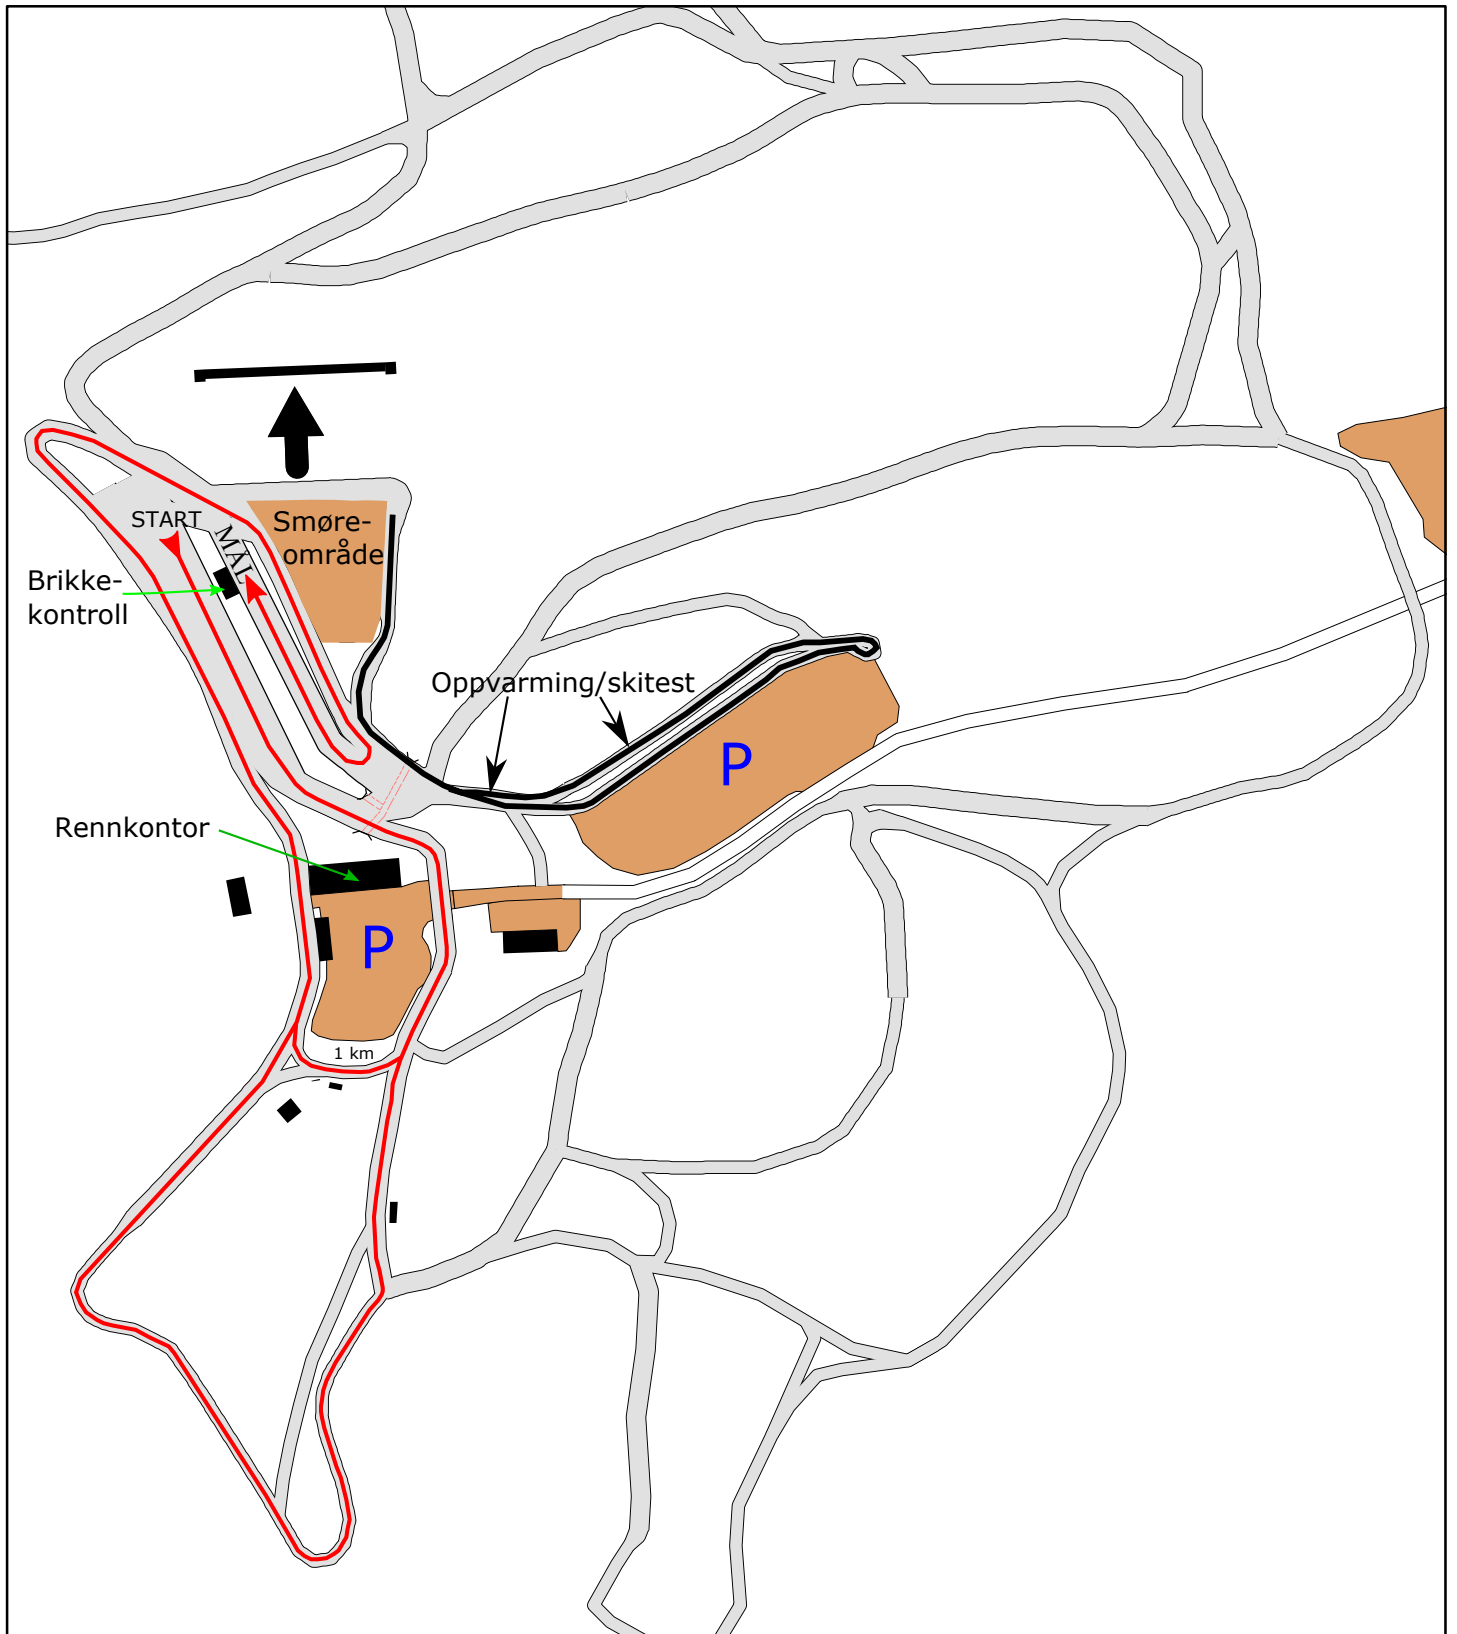 START
MÅL
Smøre-
område
Brikke-
kontroll
Oppvarming/skitest
P
Rennkontor
P
1 km